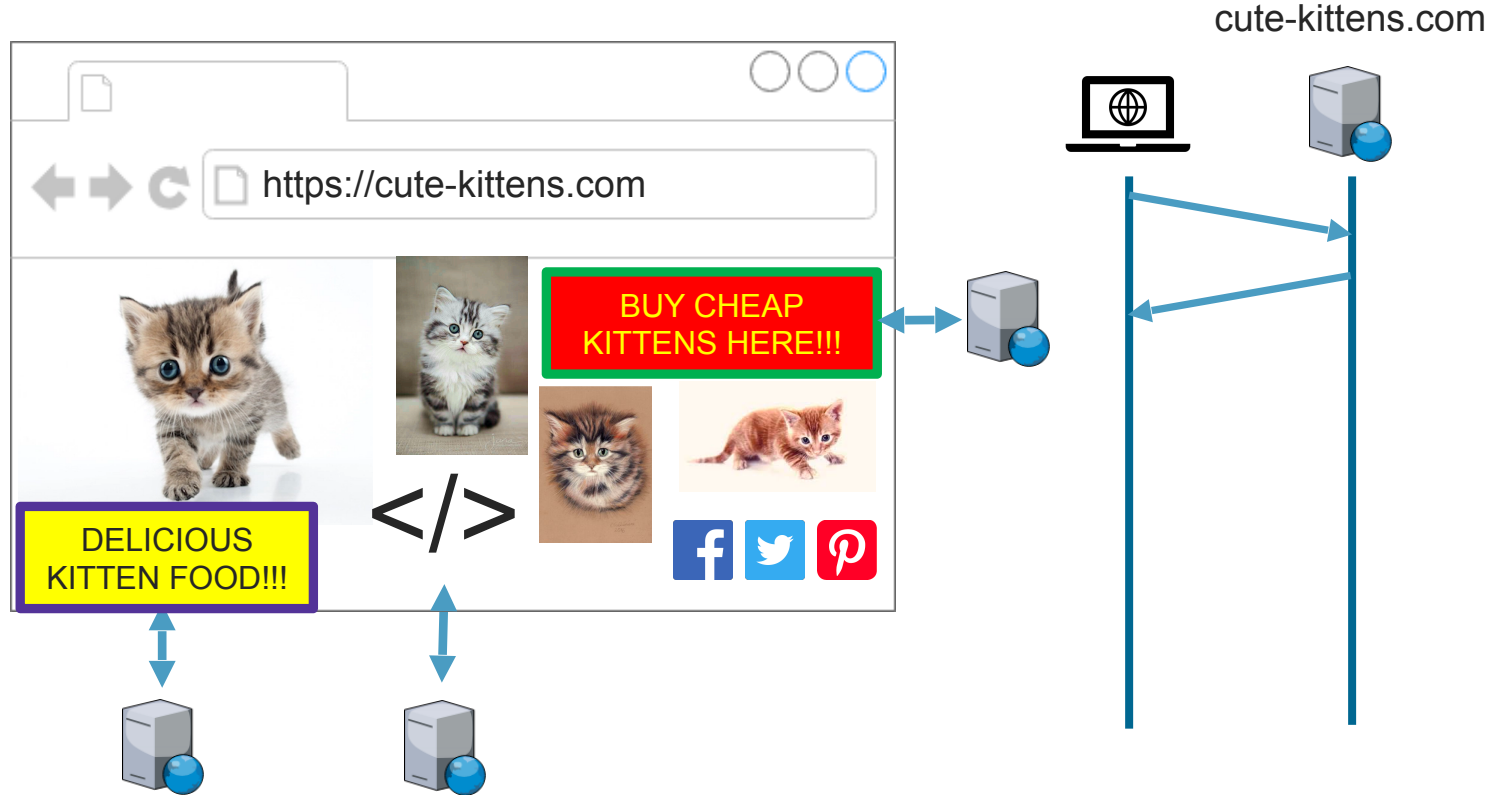 cute-kittens.com
https://cute-kittens.com
BUY CHEAP
KITTENS HERE!!!
</>
DELICIOUS
KITTEN FOOD!!!